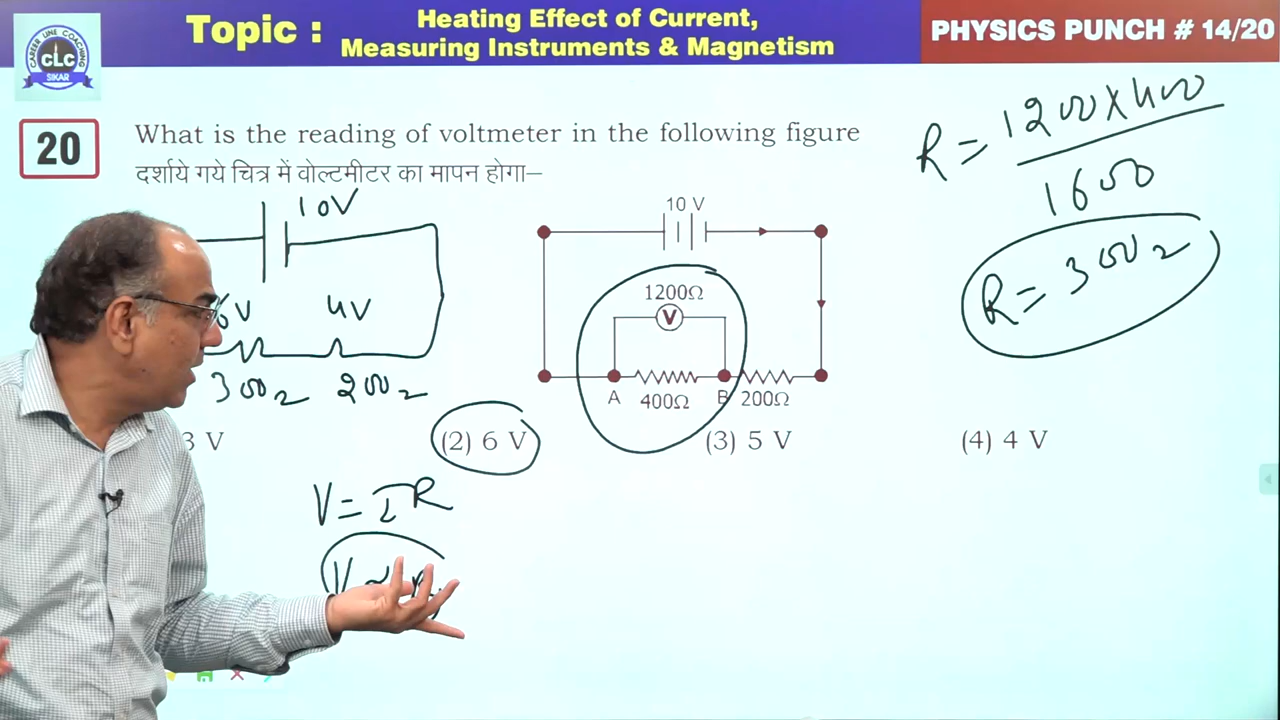 CAREER LINE COACHING
CLC
SIKAR
Topic :
Heating Effect of Current,
Measuring Instruments & Magnetism
PHYSICS PUNCH # 14/20
20
What is the reading of voltmeter in the following figure
दर्शाये गये चित्र में वोल्टमीटर का मापन होगा–
R = 1200×400
1600
R = 300Ω
10V
6V
4V
300Ω
200Ω
10 V
1200Ω
V
A
400Ω
B
200Ω
3 V
(2) 6 V
(3) 5 V
(4) 4 V
V = IR
V